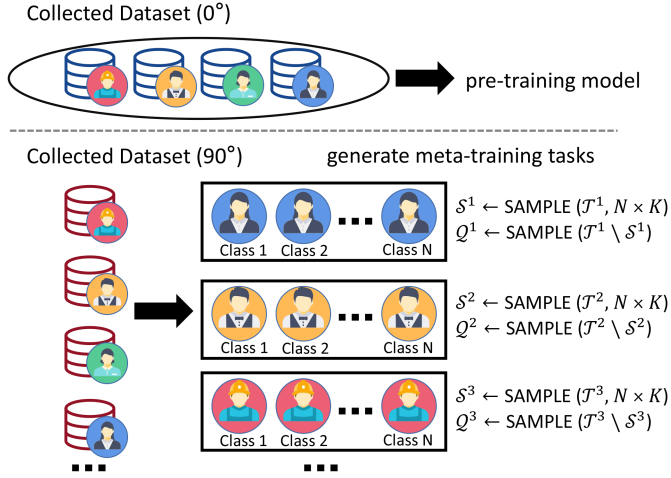 Collected Dataset (0°)
pre-training model
Collected Dataset (90°)
generate meta-training tasks
Class 1 Class 2 Class N
𝒮¹ ← SAMPLE (𝒯¹, N × K)
𝒬¹ ← SAMPLE (𝒯¹ \ 𝒮¹)
Class 1 Class 2 Class N
𝒮² ← SAMPLE (𝒯², N × K)
𝒬² ← SAMPLE (𝒯² \ 𝒮²)
Class 1 Class 2 Class N
𝒮³ ← SAMPLE (𝒯³, N × K)
𝒬³ ← SAMPLE (𝒯³ \ 𝒮³)